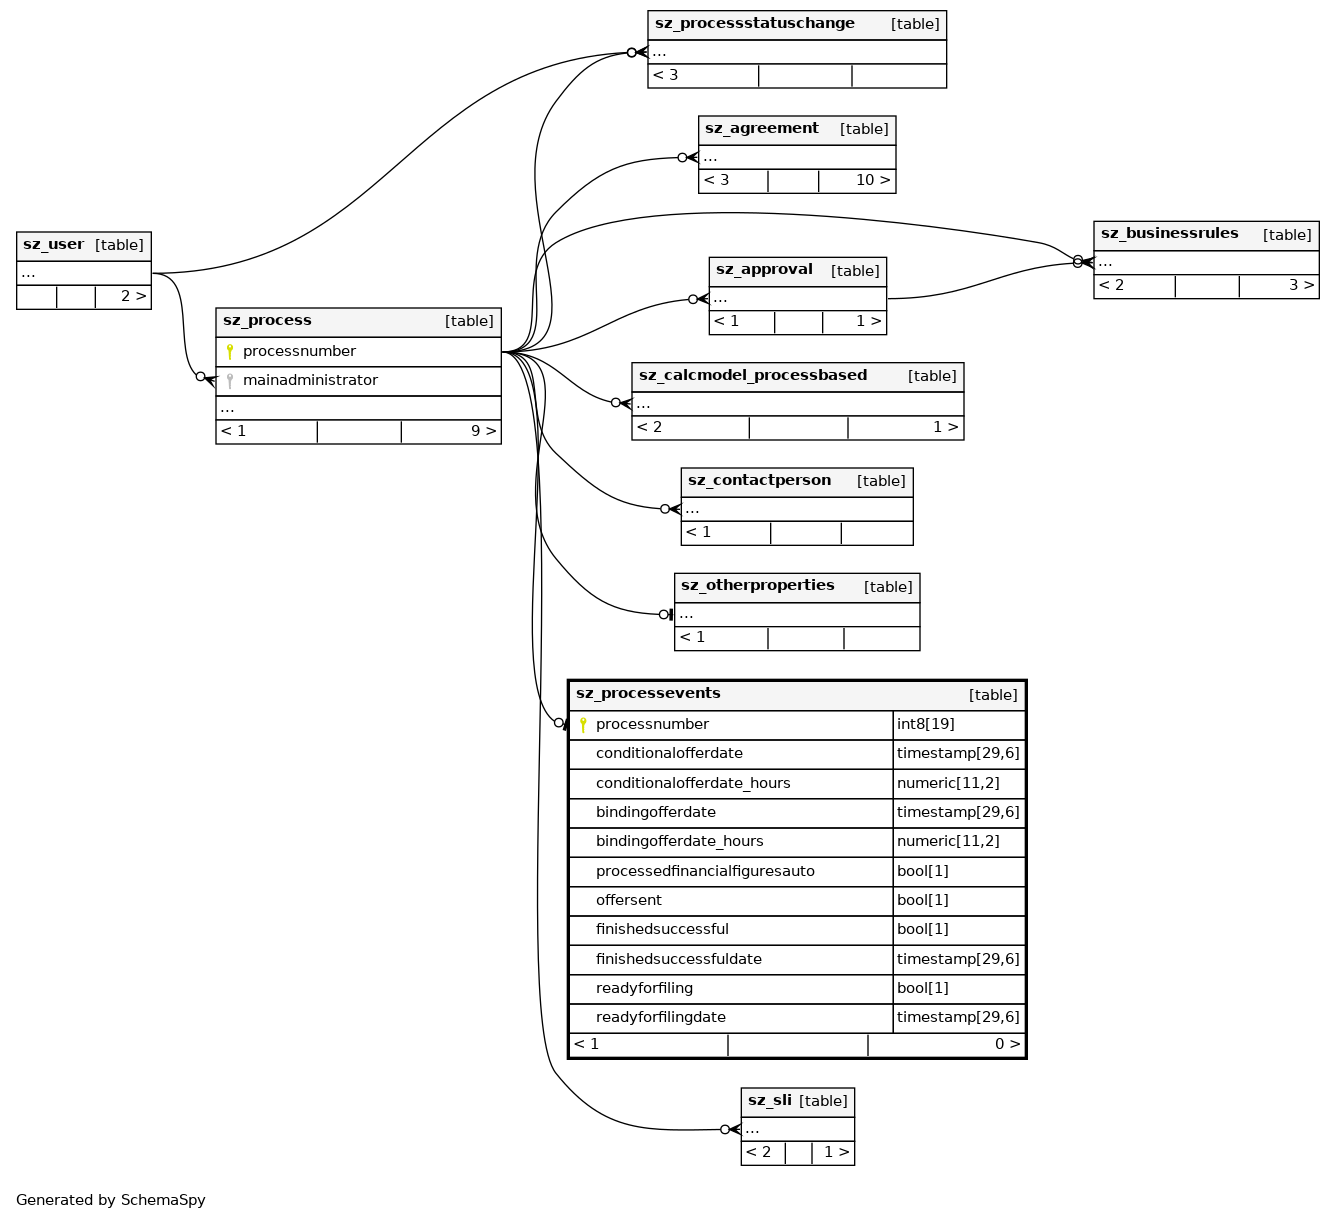 sz_processstatuschange [table]
...
< 3
sz_agreement [table]
...
< 3 10 >
sz_user [table]
...
2 >
sz_businessrules [table]
...
< 2 3 >
sz_approval [table]
...
< 1 1 >
sz_process [table]
processnumber
mainadministrator
...
< 1 9 >
sz_calcmodel_processbased [table]
...
< 2 1 >
sz_contactperson [table]
...
< 1
sz_otherproperties [table]
...
< 1
sz_processevents [table]
processnumber int8[19]
conditionalofferdate timestamp[29,6]
conditionalofferdate_hours numeric[11,2]
bindingofferdate timestamp[29,6]
bindingofferdate_hours numeric[11,2]
processedfinancialfiguresauto bool[1]
offersent bool[1]
finishedsuccessful bool[1]
finishedsuccessfuldate timestamp[29,6]
readyforfiling bool[1]
readyforfilingdate timestamp[29,6]
< 1 0 >
sz_sli [table]
...
< 2 1 >
Generated by SchemaSpy